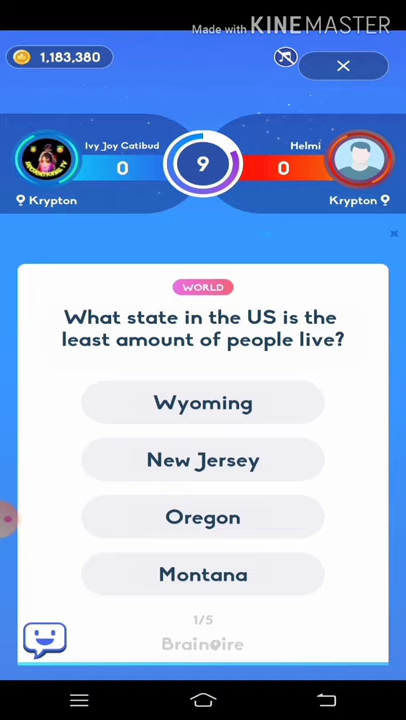 Made with KINEMASTER
1,183,380
Ivy Joy Catibud
0
9
Helmi
0
Krypton
Krypton
WORLD
What state in the US is the
least amount of people live?
Wyoming
New Jersey
Oregon
Montana
1/5
Brainwire